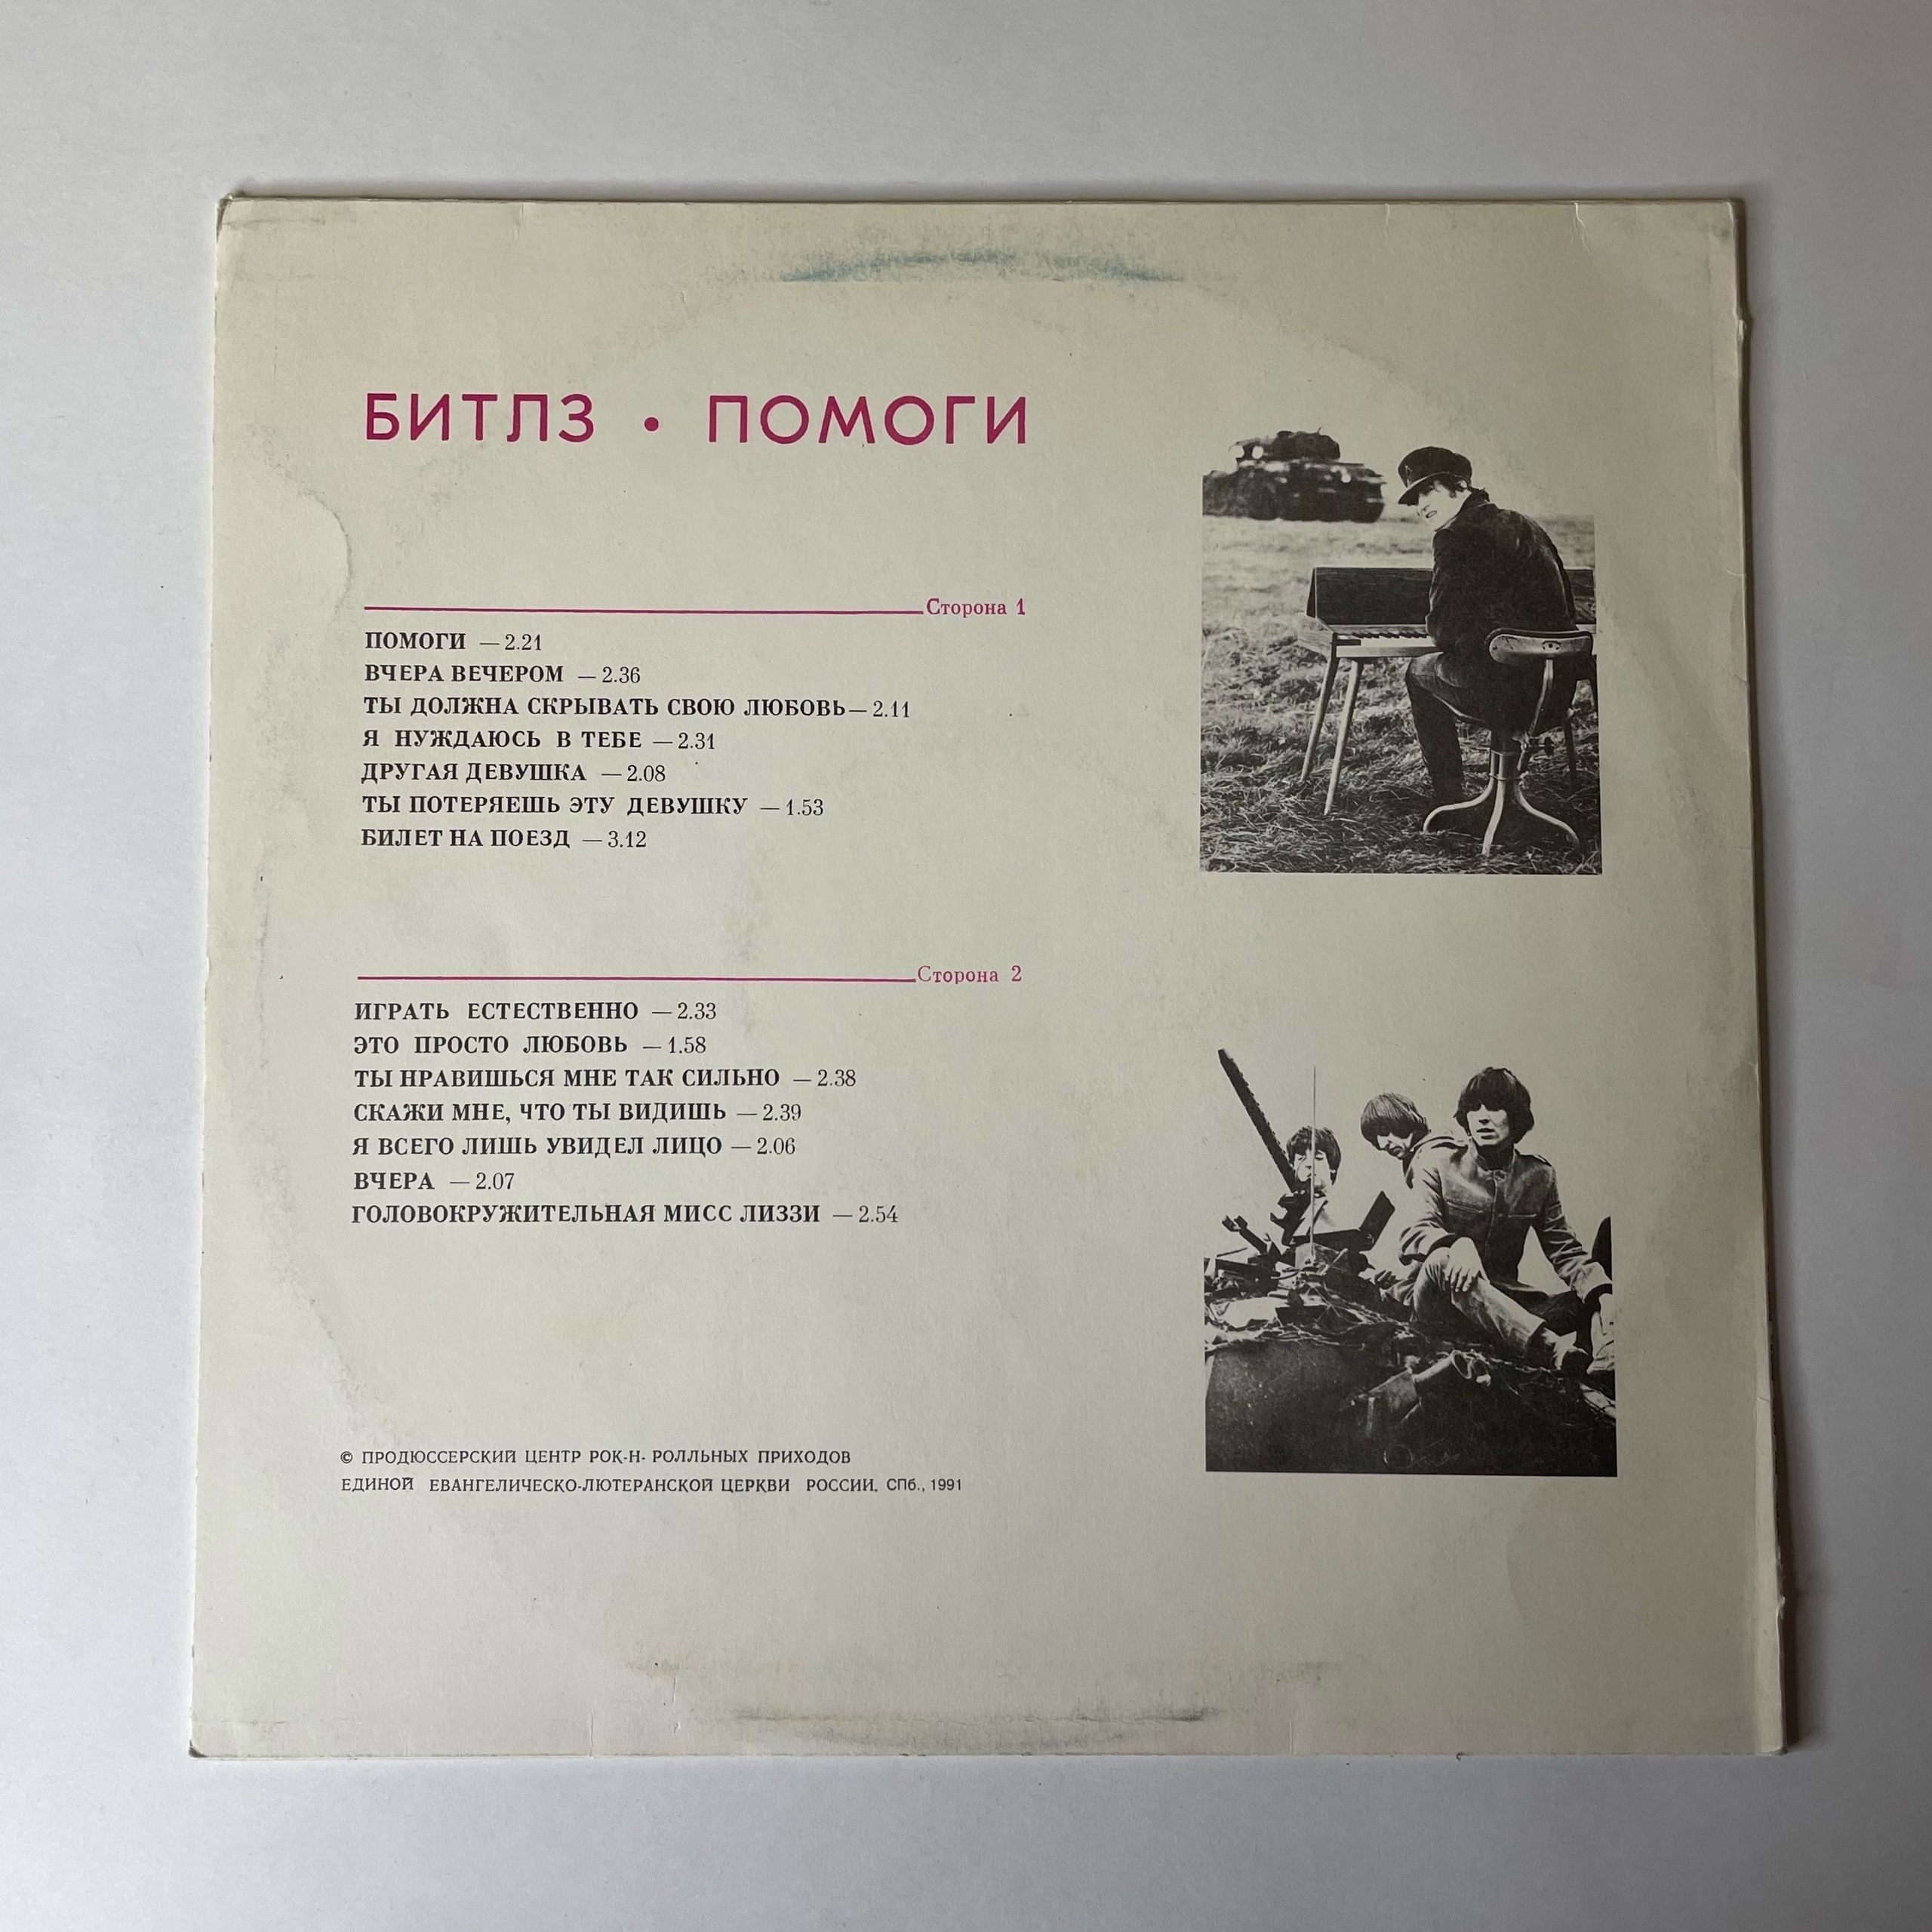 БИТЛЗ • ПОМОГИ
Сторона 1
ПОМОГИ — 2.21
ВЧЕРА ВЕЧЕРОМ — 2.36
ТЫ ДОЛЖНА СКРЫВАТЬ СВОЮ ЛЮБОВЬ — 2.11
Я НУЖДАЮСЬ В ТЕБЕ — 2.31
ДРУГАЯ ДЕВУШКА — 2.08
ТЫ ПОТЕРЯЕШЬ ЭТУ ДЕВУШКУ — 1.53
БИЛЕТ НА ПОЕЗД — 3.12
Сторона 2
ИГРАТЬ ЕСТЕСТВЕННО — 2.33
ЭТО ПРОСТО ЛЮБОВЬ — 1.58
ТЫ НРАВИШЬСЯ МНЕ ТАК СИЛЬНО — 2.38
СКАЖИ МНЕ, ЧТО ТЫ ВИДИШЬ — 2.39
Я ВСЕГО ЛИШЬ УВИДЕЛ ЛИЦО — 2.06
ВЧЕРА — 2.07
ГОЛОВОКРУЖИТЕЛЬНАЯ МИСС ЛИЗЗИ — 2.54
© ПРОДЮССЕРСКИЙ ЦЕНТР РОК-Н- РОЛЛЬНЫХ ПРИХОДОВ
ЕДИНОЙ ЕВАНГЕЛИЧЕСКО-ЛЮТЕРАНСКОЙ ЦЕРКВИ РОССИИ, СПб., 1991